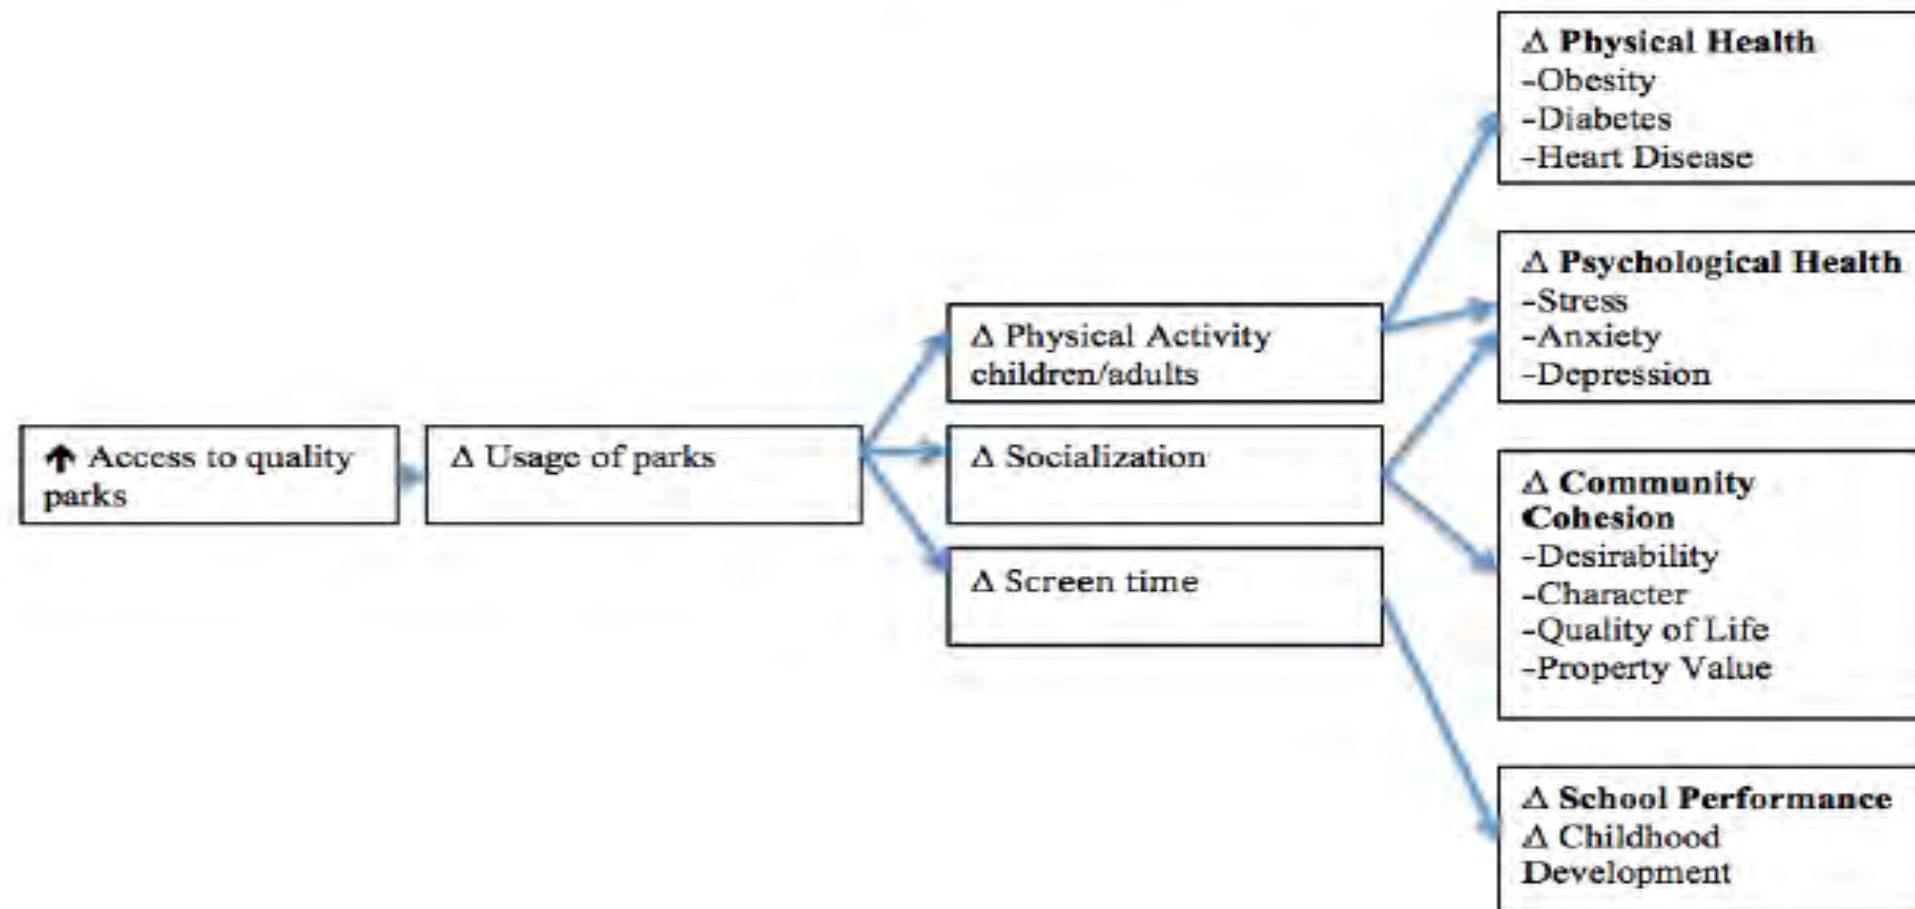 ↑ Access to quality
parks
Δ Usage of parks
Δ Physical Activity
children/adults
Δ Socialization
Δ Screen time
Δ Physical Health
-Obesity
-Diabetes
-Heart Disease
Δ Psychological Health
-Stress
-Anxiety
-Depression
Δ Community
Cohesion
-Desirability
-Character
-Quality of Life
-Property Value
Δ School Performance
Δ Childhood
Development